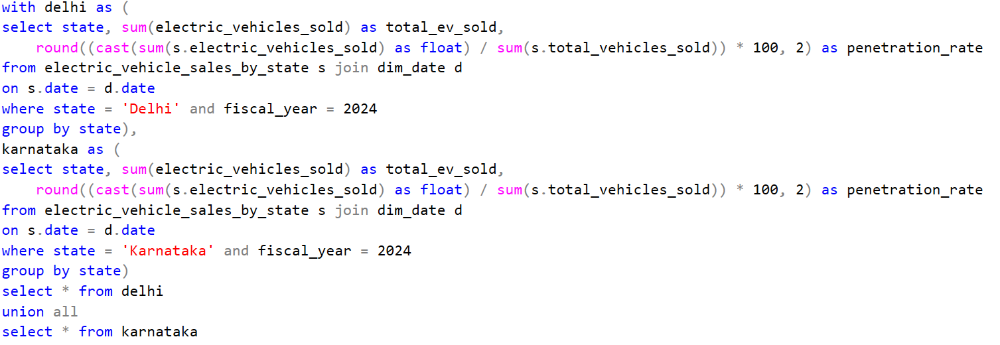 with delhi as (
select state, sum(electric_vehicles_sold) as total_ev_sold,
    round((cast(sum(s.electric_vehicles_sold) as float) / sum(s.total_vehicles_sold)) * 100, 2) as penetration_rate
from electric_vehicle_sales_by_state s join dim_date d
on s.date = d.date
where state = 'Delhi' and fiscal_year = 2024
group by state),
karnataka as (
select state, sum(electric_vehicles_sold) as total_ev_sold,
    round((cast(sum(s.electric_vehicles_sold) as float) / sum(s.total_vehicles_sold)) * 100, 2) as penetration_rate
from electric_vehicle_sales_by_state s join dim_date d
on s.date = d.date
where state = 'Karnataka' and fiscal_year = 2024
group by state)
select * from delhi
union all
select * from karnataka